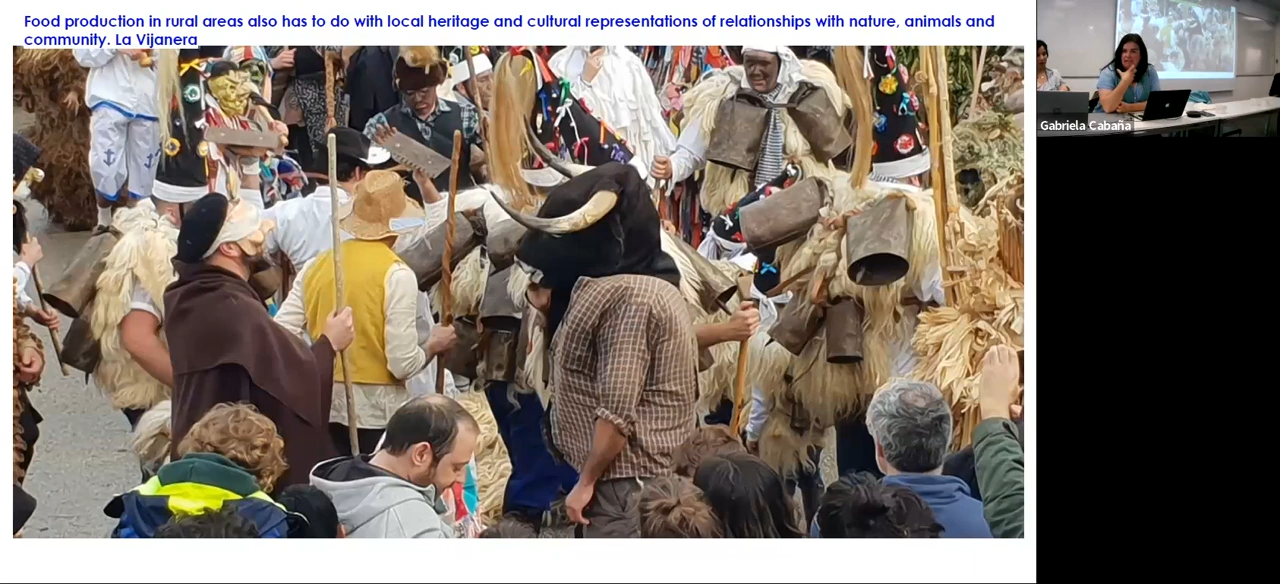 Food production in rural areas also has to do with local heritage and cultural representations of relationships with nature, animals and
community. La Vijanera
Gabriela Cabaña